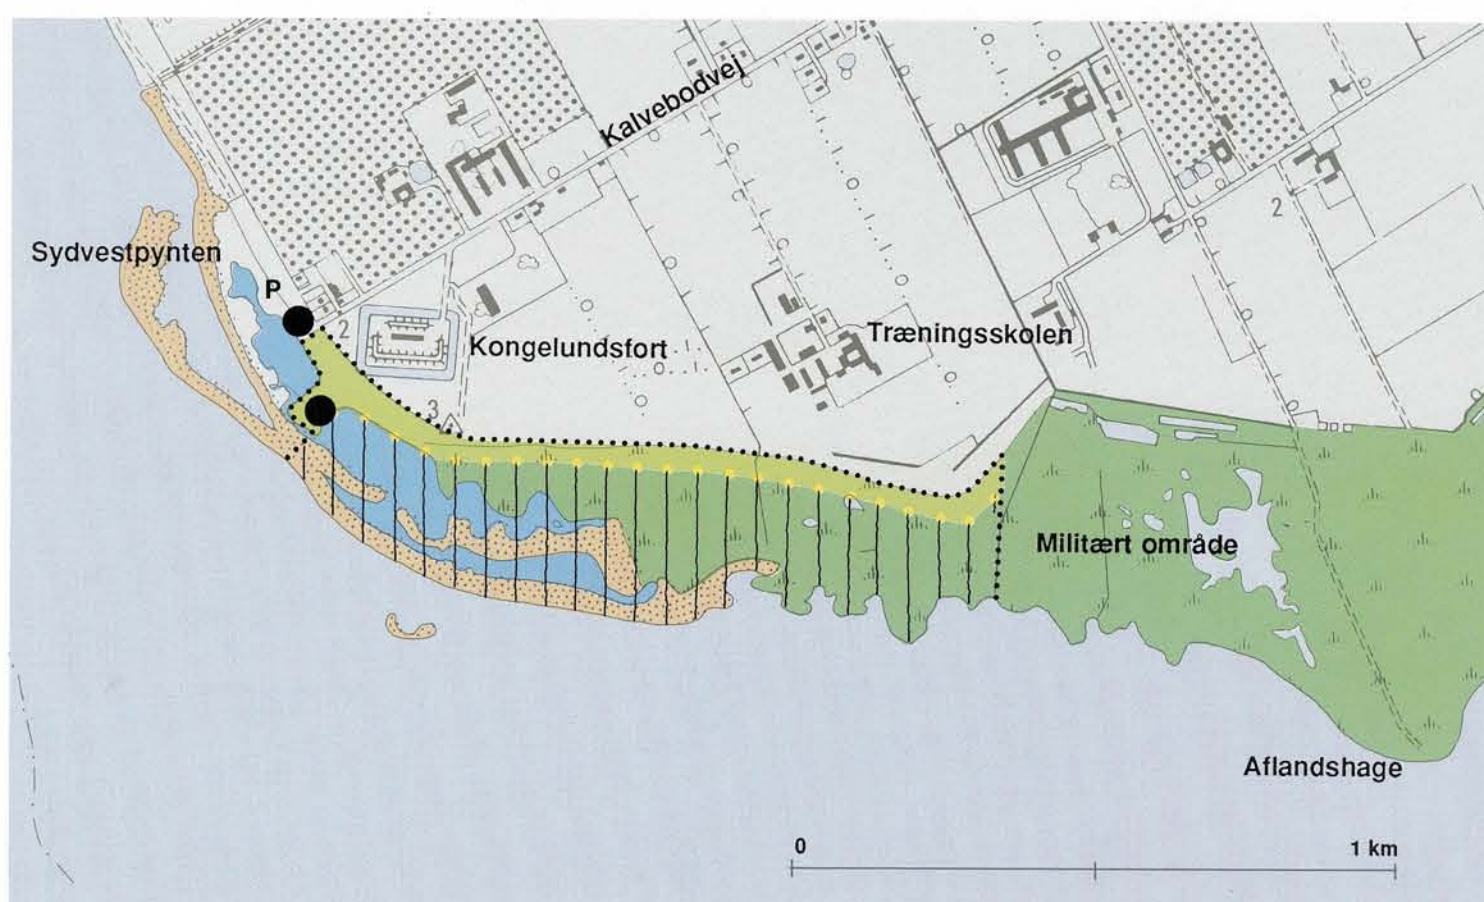 Kalvebodvej
2
Sydvestpynten
P
2
Kongelundsfort
Træningsskolen
3
Militært område
Aflandshage
0
1 km